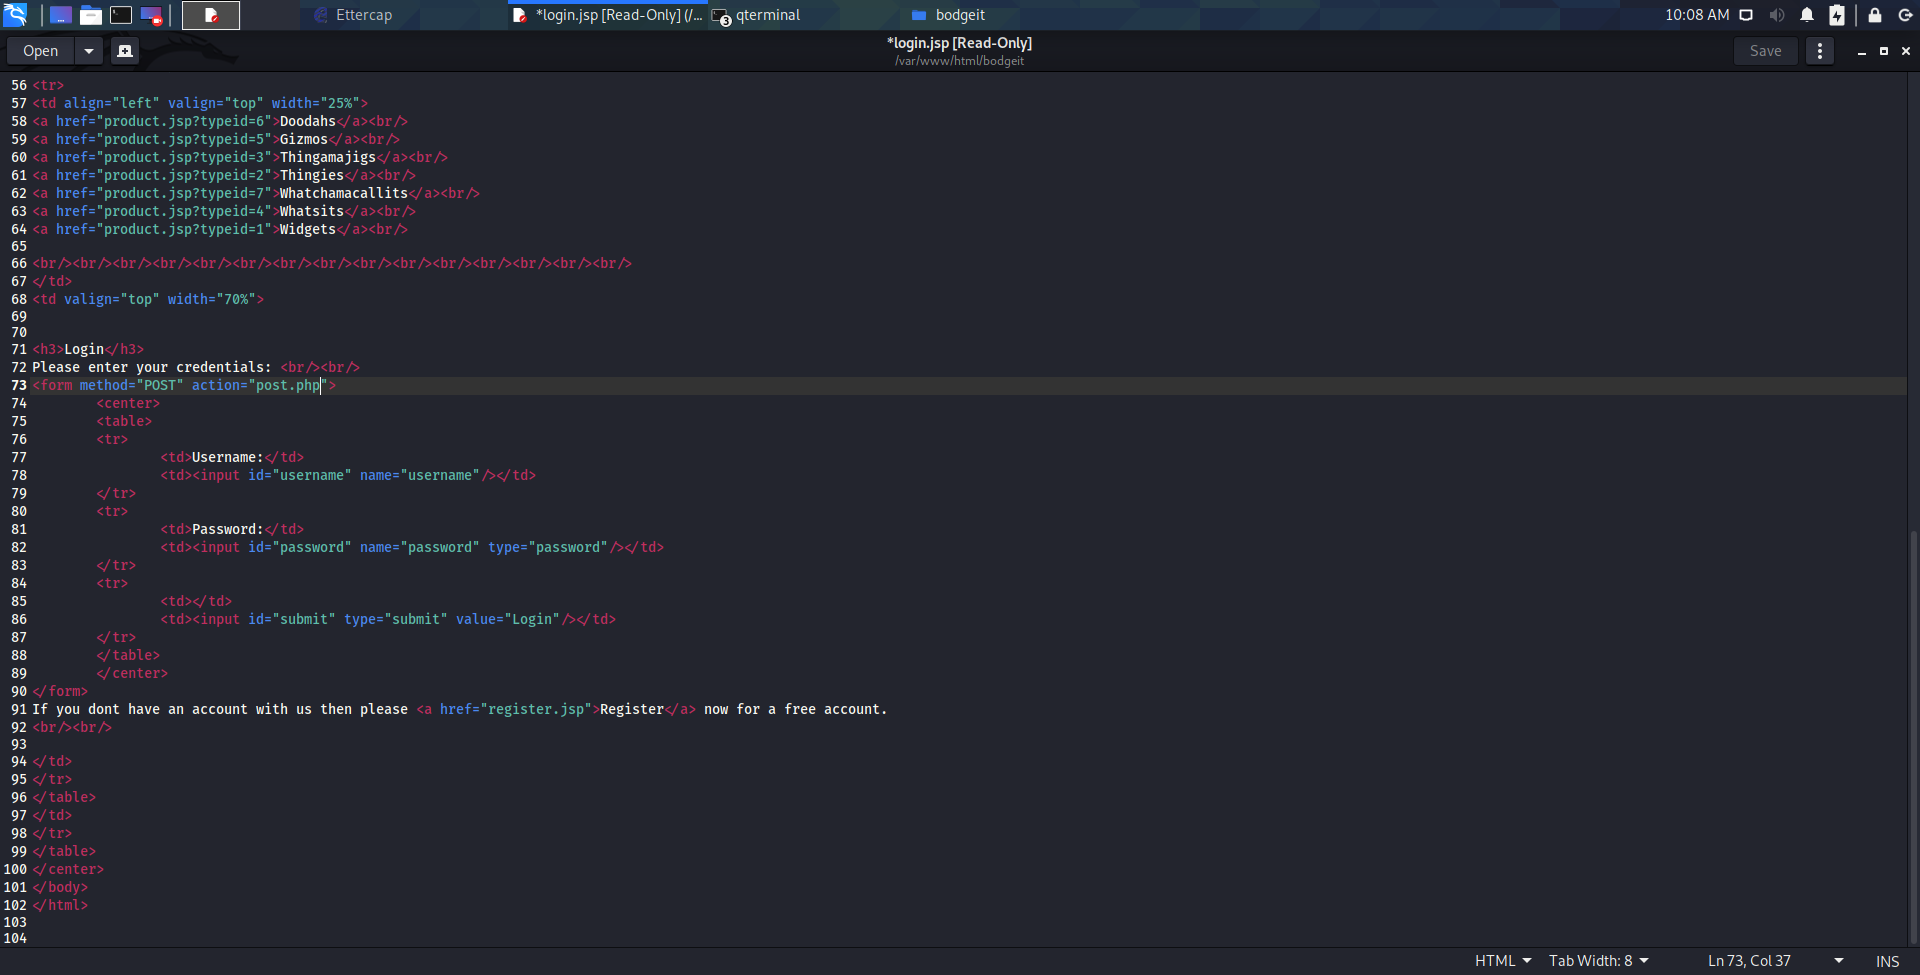 Ettercap
*login.jsp [Read-Only] (/...
3
qterminal
bodgeit
10:08 AM
Open
*login.jsp [Read-Only]
/var/www/html/bodgeit
Save
56 <tr>
57 <td align="left" valign="top" width="25%">
58 <a href="product.jsp?typeid=6">Doodahs</a><br/>
59 <a href="product.jsp?typeid=5">Gizmos</a><br/>
60 <a href="product.jsp?typeid=3">Thingamajigs</a><br/>
61 <a href="product.jsp?typeid=2">Thingies</a><br/>
62 <a href="product.jsp?typeid=7">Whatchamacallits</a><br/>
63 <a href="product.jsp?typeid=4">Whatsits</a><br/>
64 <a href="product.jsp?typeid=1">Widgets</a><br/>
65
66 <br/><br/><br/><br/><br/><br/><br/><br/><br/><br/><br/><br/><br/><br/><br/>
67 </td>
68 <td valign="top" width="70%">
69
70
71 <h3>Login</h3>
72 Please enter your credentials: <br/><br/>
73 <form method="POST" action="post.php">
74 <center>
75 <table>
76 <tr>
77 <td>Username:</td>
78 <td><input id="username" name="username"/></td>
79 </tr>
80 <tr>
81 <td>Password:</td>
82 <td><input id="password" name="password" type="password"/></td>
83 </tr>
84 <tr>
85 <td></td>
86 <td><input id="submit" type="submit" value="Login"/></td>
87 </tr>
88 </table>
89 </center>
90 </form>
91 If you dont have an account with us then please <a href="register.jsp">Register</a> now for a free account.
92 <br/><br/>
93
94 </td>
95 </tr>
96 </table>
97 </td>
98 </tr>
99 </table>
100 </center>
101 </body>
102 </html>
103
104
HTML
Tab Width: 8
Ln 73, Col 37
INS